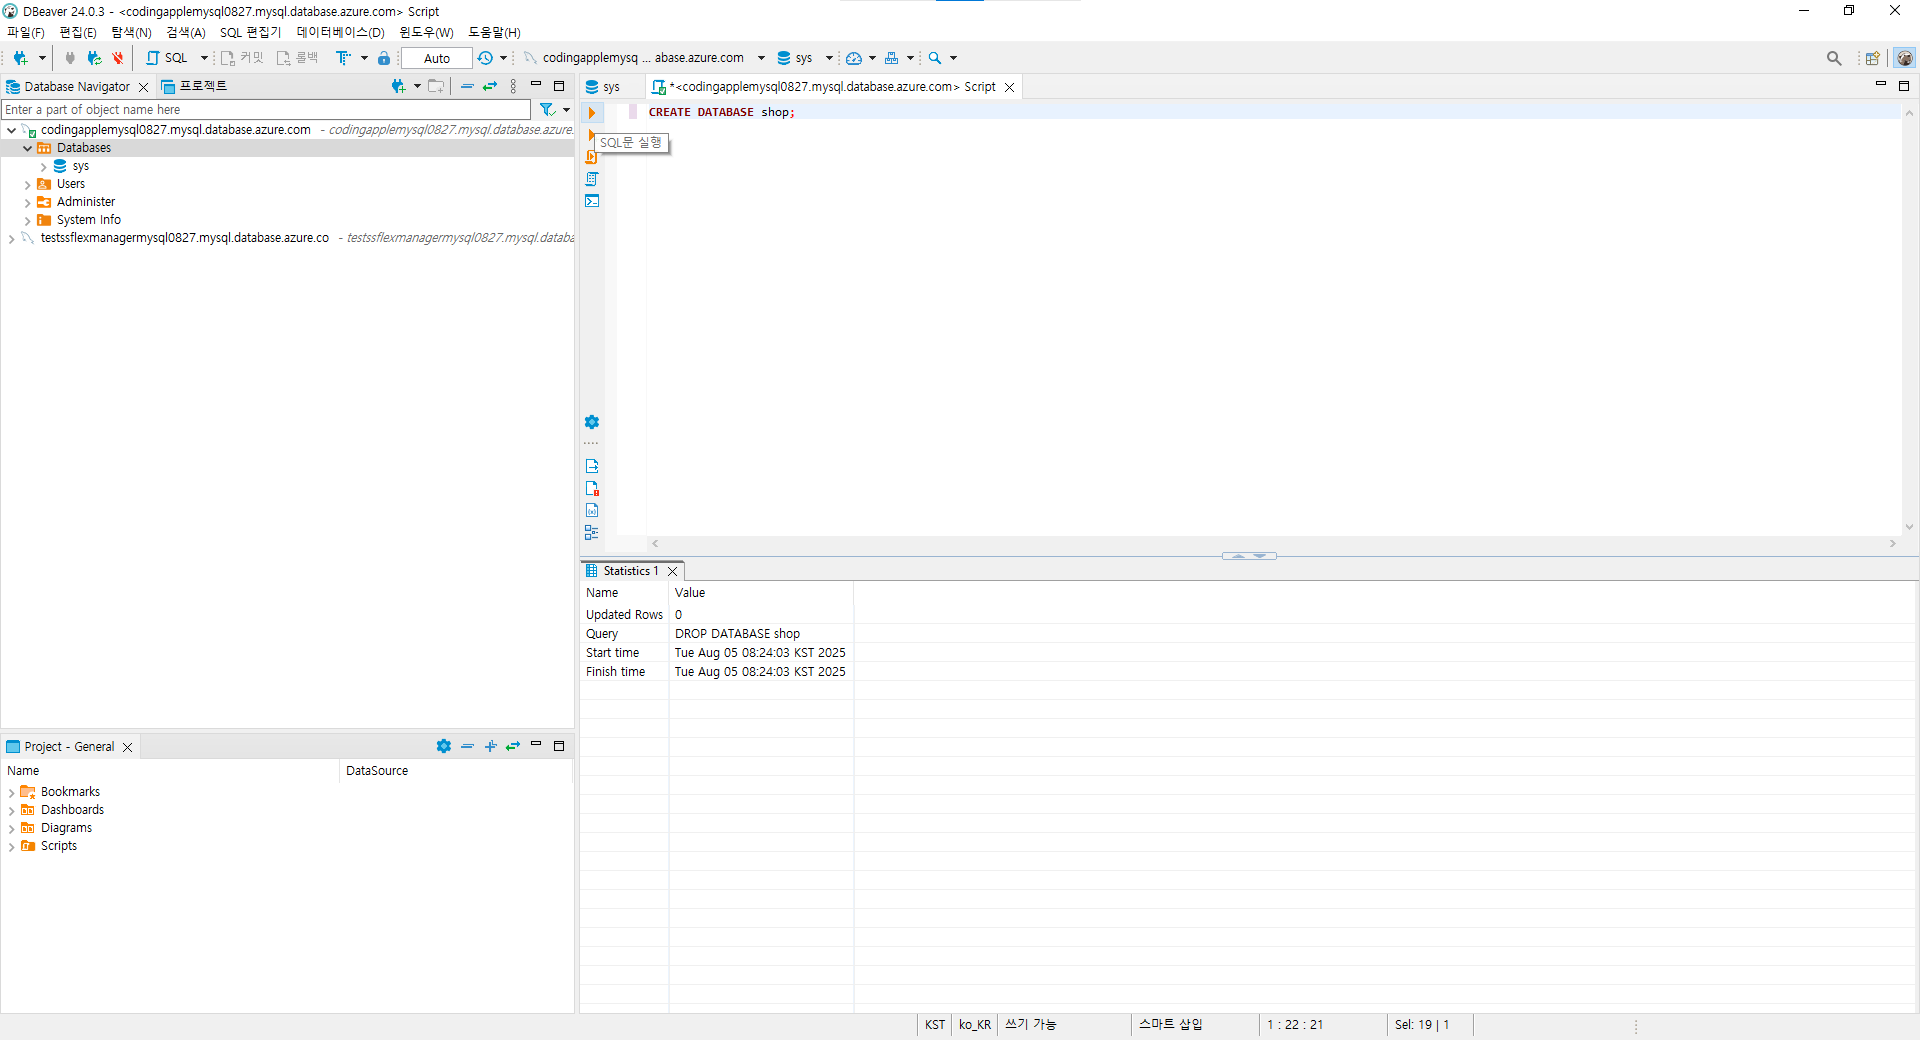 DBeaver 24.0.3 - <codingapplemysql0827.mysql.database.azure.com> Script
파일(F) 편집(E) 탐색(N) 검색(A) SQL 편집기 데이터베이스(D) 윈도우(W) 도움말(H)
SQL 커밋 롤백 Auto codingapplemysq ... abase.azure.com sys
Database Navigator 프로젝트
Enter a part of object name here
codingapplemysql0827.mysql.database.azure.com - codingapplemysql0827.mysql.database.azure.
Databases
sys
Users
Administer
System Info
testssflexmanagermysql0827.mysql.database.azure.co - testssflexmanagermysql0827.mysql.databa
sys *<codingapplemysql0827.mysql.database.azure.com> Script
CREATE DATABASE shop;
SQL문 실행
Statistics 1
Name Value
Updated Rows 0
Query DROP DATABASE shop
Start time Tue Aug 05 08:24:03 KST 2025
Finish time Tue Aug 05 08:24:03 KST 2025
Project - General
Name DataSource
Bookmarks
Dashboards
Diagrams
Scripts
KST ko_KR 쓰기 가능 스마트 삽입 1 : 22 : 21 Sel: 19 | 1